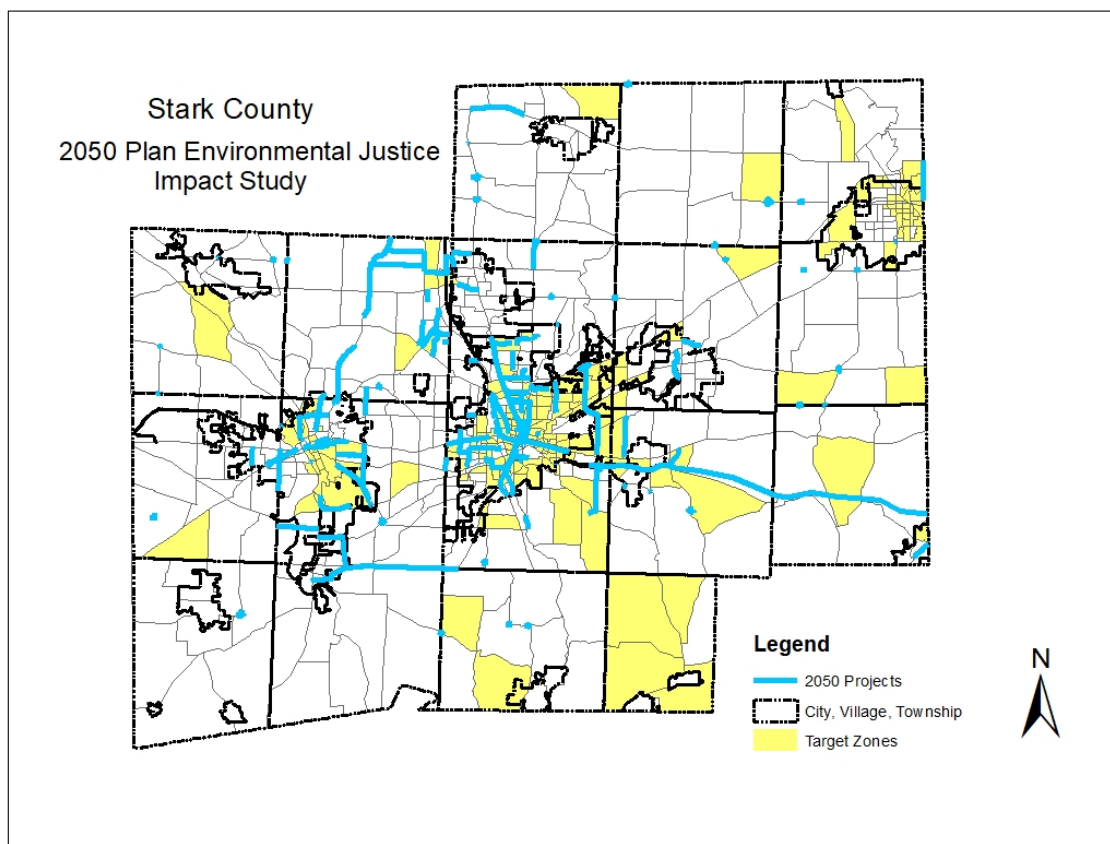 Stark County
2050 Plan Environmental Justice
Impact Study
Legend
2050 Projects
City, Village, Township
Target Zones
N